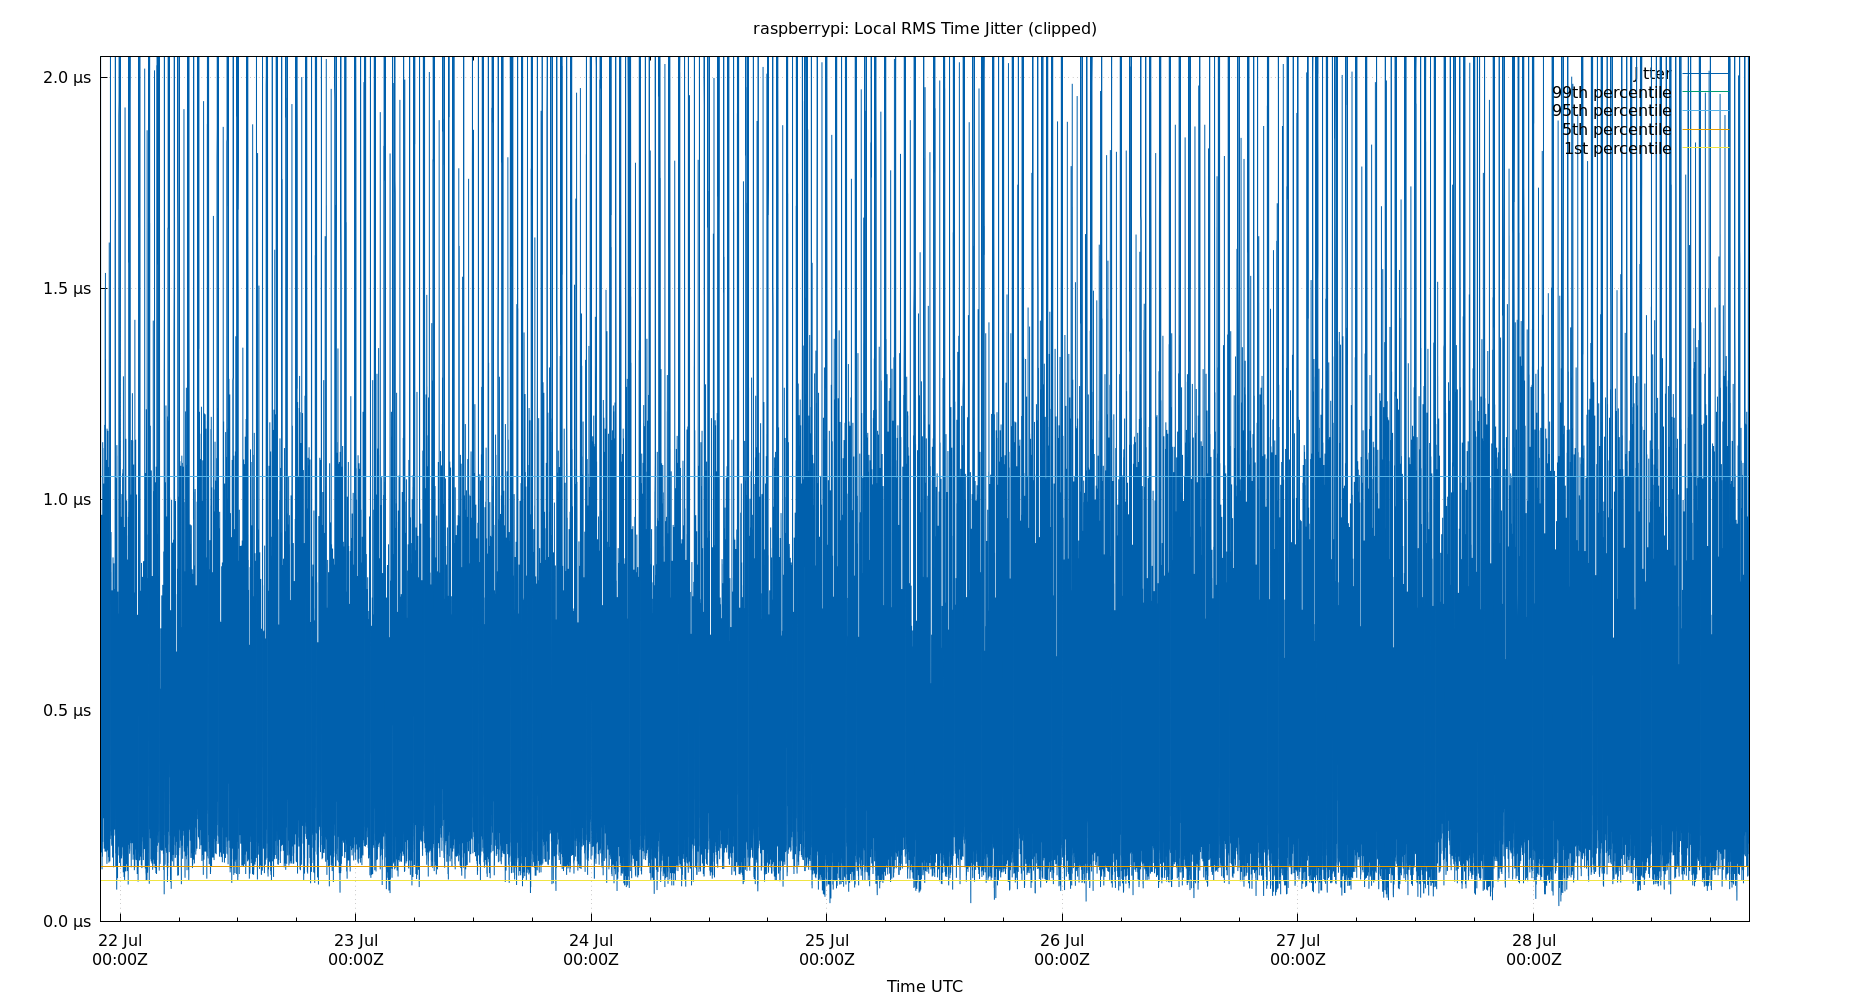 raspberrypi: Local RMS Time Jitter (clipped)
2.0 µs
1.5 µs
1.0 µs
0.5 µs
0.0 µs
jitter
99th percentile
95th percentile
5th percentile
1st percentile
22 Jul 23 Jul 24 Jul 25 Jul 26 Jul 27 Jul 28 Jul
00:00Z 00:00Z 00:00Z 00:00Z 00:00Z 00:00Z 00:00Z
Time UTC